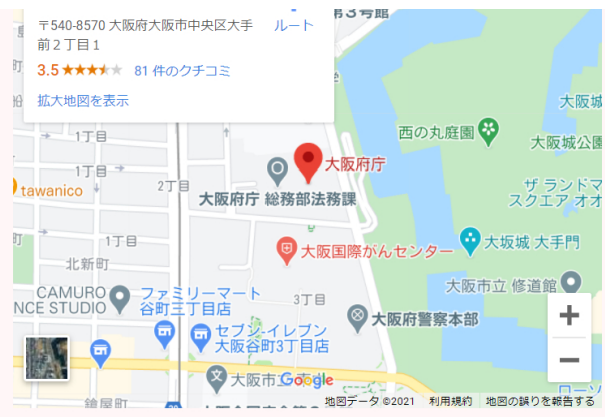 〒540-8570 大阪府大阪市中央区大手
前２丁目１
ルート
3.5
81 件のクチコミ
拡大地図を表示
第3号館
大阪城
西の丸庭園
大阪城公園
1丁目
1丁目
2丁目
tawanico
大阪府庁
大阪府庁 総務部法務課
ザ ランドマ
スクエア オオ
1丁目
大阪国際がんセンター
大坂城 大手門
北新町
大阪市立 修道館
CAMURO
NCE STUDIO
ファミリーマート
谷町三丁目店
3丁目
セブン-イレブン
大阪谷町3丁目店
大阪府警察本部
大阪市
Google
鎗屋町
ローソ
地図データ ©2021
利用規約
地図の誤りを報告する